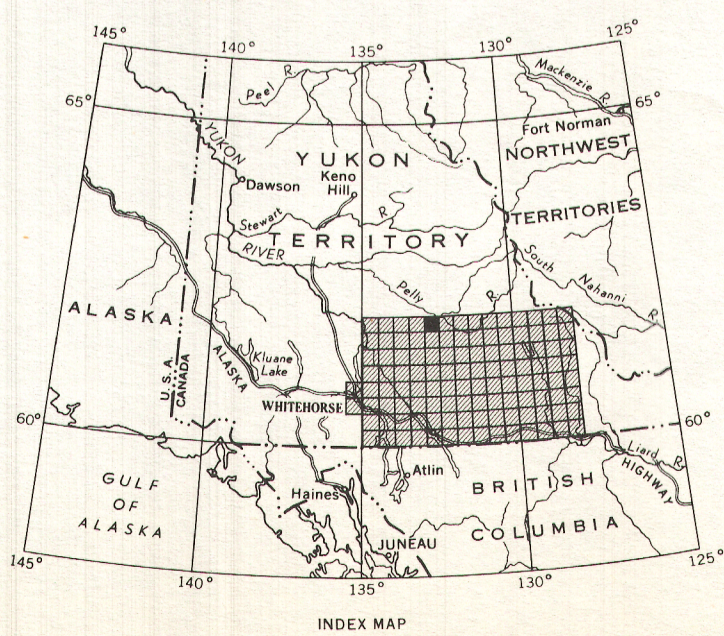 145°
140°
135°
130°
125°
65°
Peel R.
Mackenzie R.
65°
Fort Norman
YUKON
YUKON
NORTHWEST
Keno
Hill
Dawson
Stewart
R.
TERRITORIES
TERRITORY
RIVER
South Nahanni R.
Pelly R.
ALASKA
U.S.A.
CANADA
ALASKA
Kluane
Lake
WHITEHORSE
60°
60°
Liard R.
HIGHWAY
Atlin
BRITISH
GULF
OF
ALASKA
Haines
COLUMBIA
JUNEAU
145°
140°
135°
130°
125°
INDEX MAP